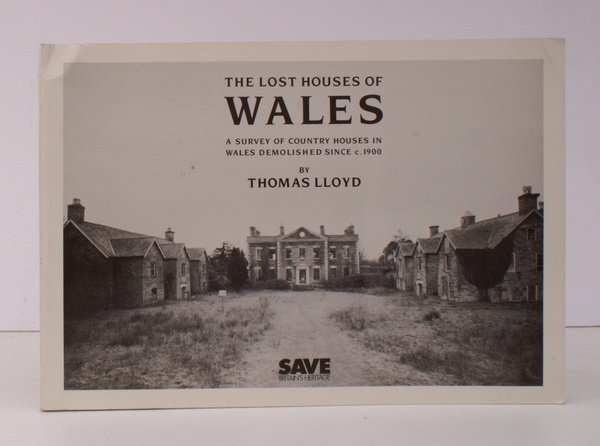 THE LOST HOUSES OF
WALES
A SURVEY OF COUNTRY HOUSES IN
WALES DEMOLISHED SINCE c. 1900
BY
THOMAS LLOYD
SAVE
BRITAIN'S HERITAGE